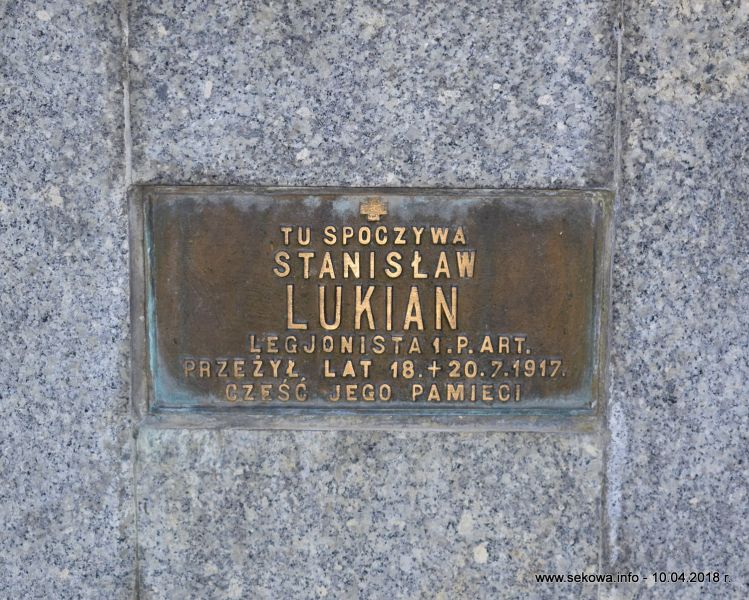 TU SPOCZYWA
STANISŁAW
LUKIAN
LEGJONISTA 1. P. ART.
PRZEŻYŁ LAT 18. + 20.7.1917.
CZEŚĆ JEGO PAMIECI
www.sekowa.info - 10.04.2018 r.